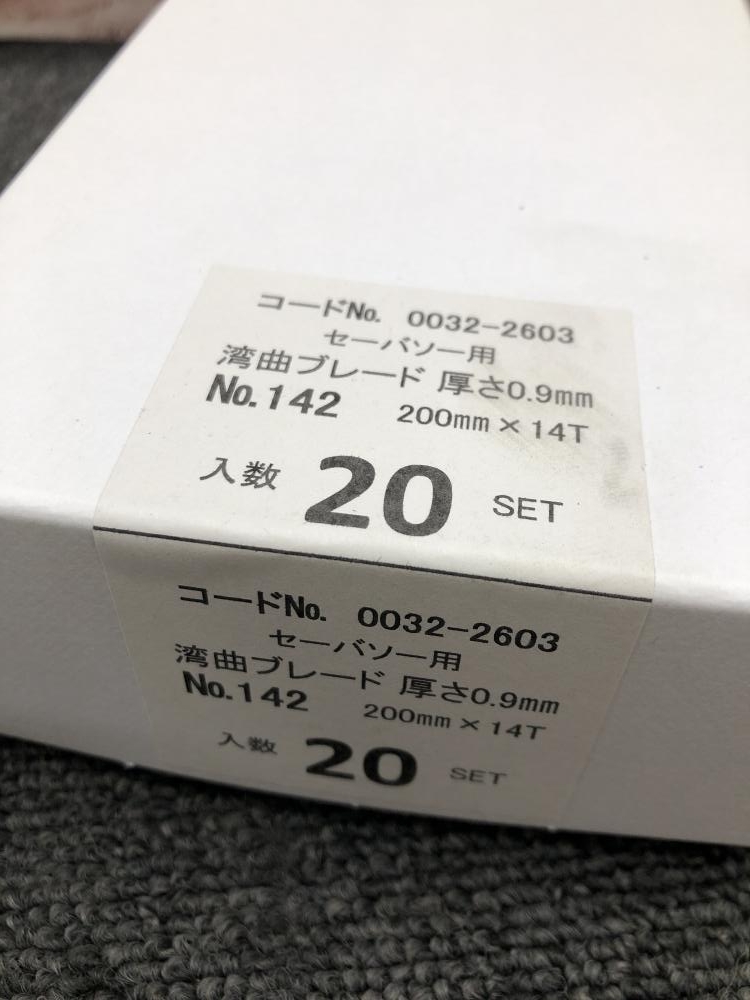 コードNo. 0032-2603
セーバソー用
湾曲ブレード 厚さ0.9mm
No.142 200mm×14T
入数 20 SET
コードNo. 0032-2603
セーバソー用
湾曲ブレード 厚さ0.9mm
No.142 200mm×14T
入数 20 SET